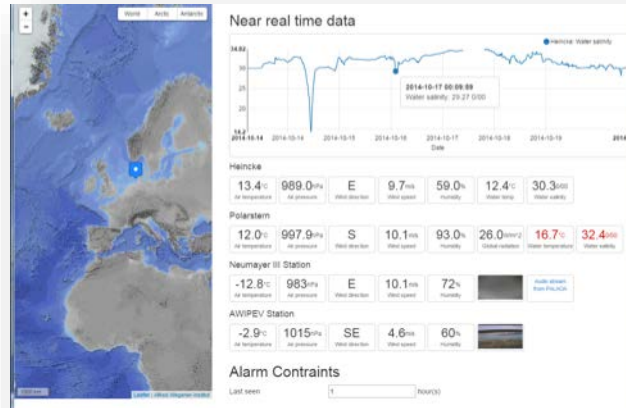 +
−
World Arctic Antarctic
Near real time data
Heincke: Water salinity
34.02
30
25
20
14.2
2014-10-17 00:09:59
Water salinity: 29.27 0/00
2014-10-14 2014-10-14 2014-10-15 2014-10-16 2014-10-17 2014-10-18 2014-10-19
Date
Heincke
13.4°C 989.0hPa E 9.7m/s 59.0% 12.4°C 30.30/00
Air temperature Air pressure Wind direction Wind speed Humidity Water temp Water salinity
Polarstern
12.0°C 997.9hPa S 10.1m/s 93.0% 26.0W/m^2 16.7°C 32.40/00
Air temperature Air pressure Wind direction Wind speed Humidity Global radiation Water temperature Water salinity
Neumayer III Station
-12.8°C 983hPa E 10.1m/s 72% Audio stream
from PALAOA
Air temperature Air pressure Wind direction Wind speed Humidity
AWIPEV Station
-2.9°C 1015hPa SE 4.6m/s 60%
Air temperature Air pressure Wind direction Wind speed Humidity
Alarm Contraints
Last seen 1 hour(s)
Leaflet | Alfred Wegener Institut